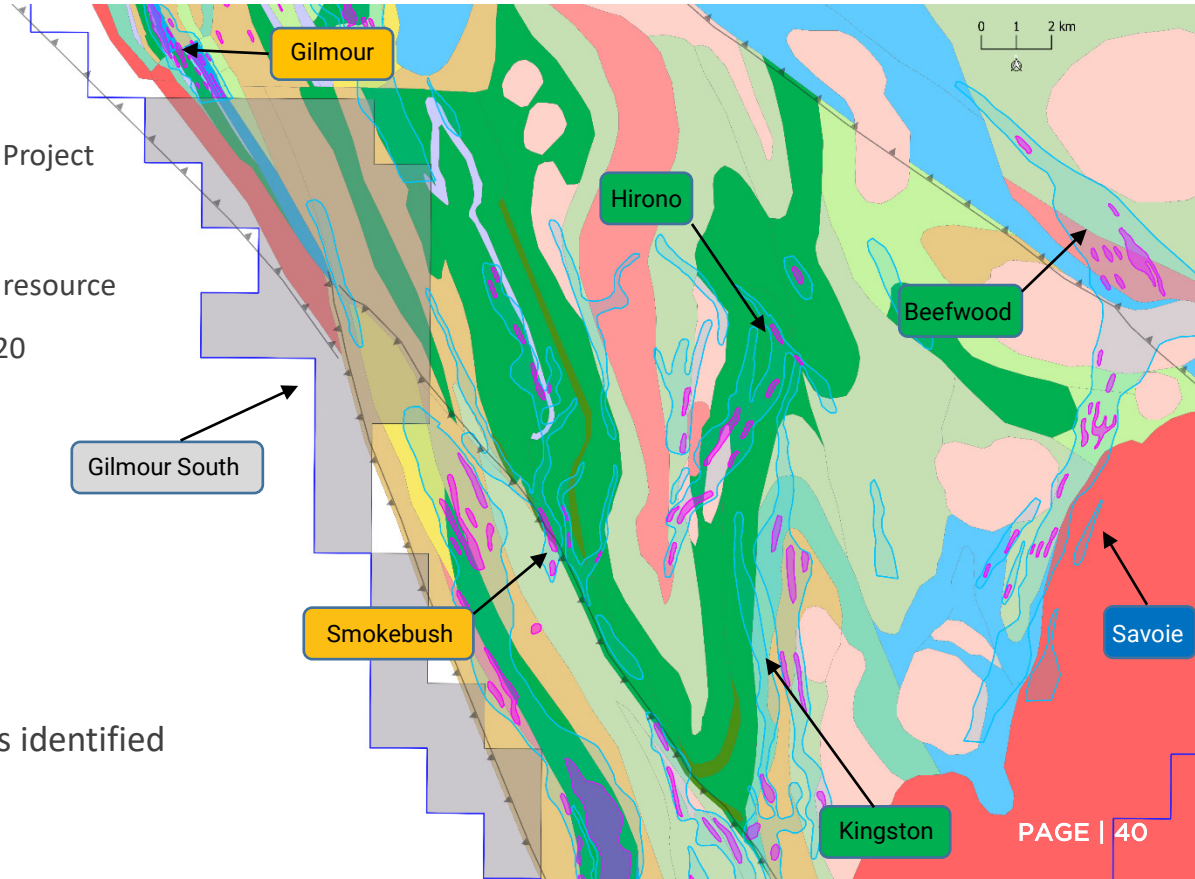 0 1 2 km
Gilmour
Project
Hirono
resource
Beefwood
20
Gilmour South
Smokebush
Savoie
s identified
Kingston
PAGE | 40